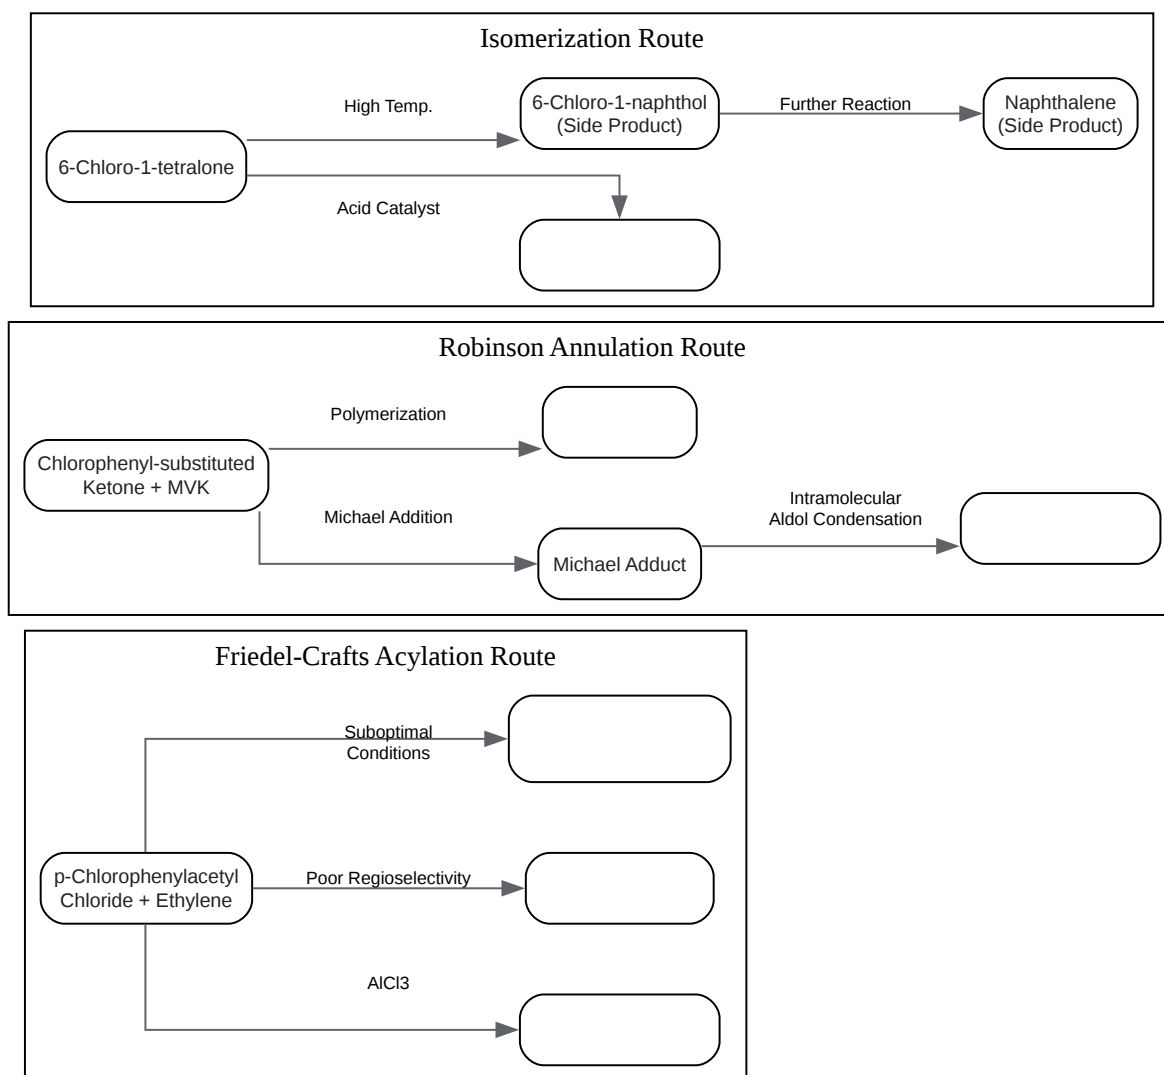 Isomerization Route
High Temp.
6-Chloro-1-naphthol
(Side Product)
Further Reaction
Naphthalene
(Side Product)
6-Chloro-1-tetralone
Acid Catalyst
Robinson Annulation Route
Polymerization
Chlorophenyl-substituted
Ketone + MVK
Michael Addition
Michael Adduct
Intramolecular
Aldol Condensation
Friedel-Crafts Acylation Route
Suboptimal
Conditions
p-Chlorophenylacetyl
Chloride + Ethylene
Poor Regioselectivity
AlCl3